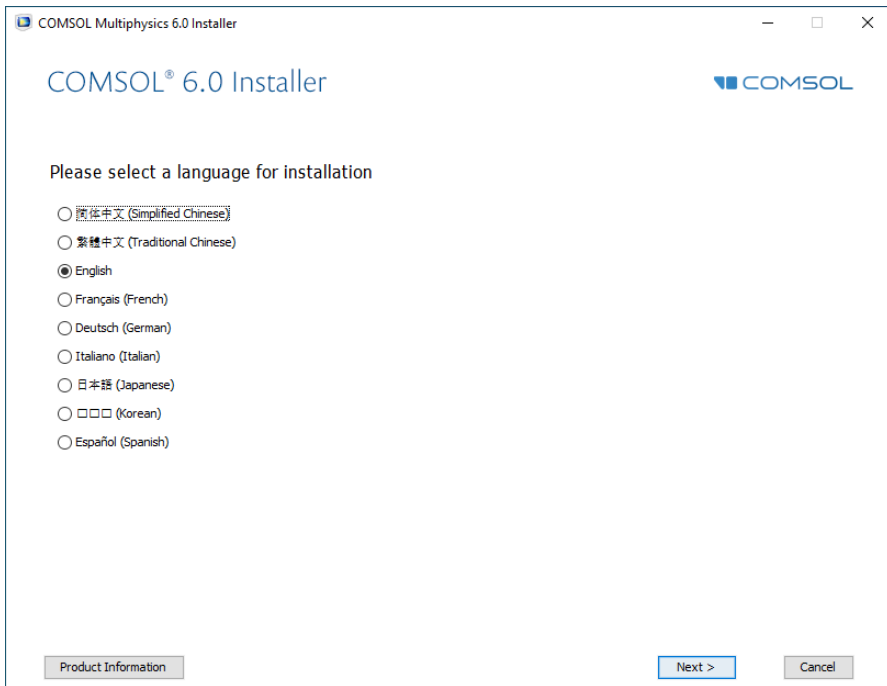 COMSOL Multiphysics 6.0 Installer
COMSOL® 6.0 Installer
COMSOL
Please select a language for installation
简体中文 (Simplified Chinese)
繁體中文 (Traditional Chinese)
English
Français (French)
Deutsch (German)
Italiano (Italian)
日本語 (Japanese)
□□□ (Korean)
Español (Spanish)
Product Information
Next >
Cancel